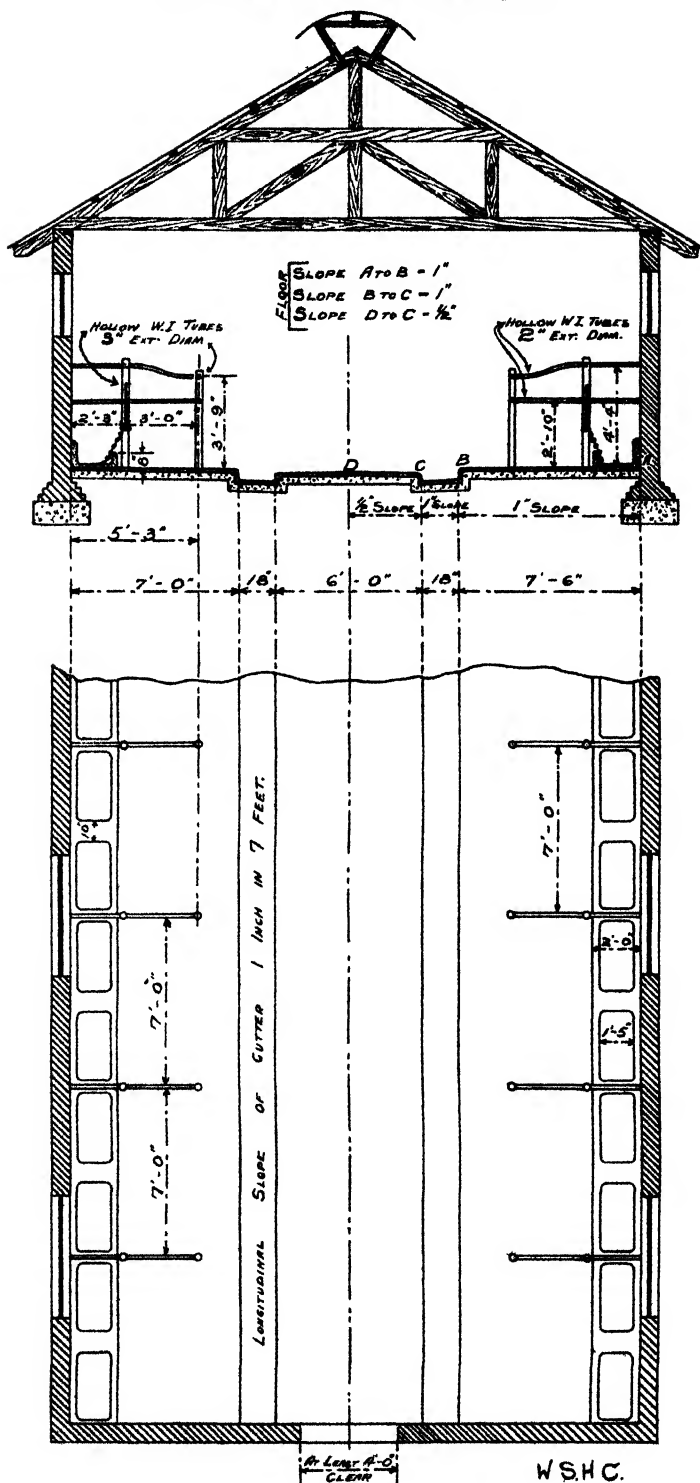 FLOOR
SLOPE A TO B - 1"
SLOPE B TO C - 1"
SLOPE D TO C - ½"
HOLLOW W.I TUBES
3" EXT. DIAM.
HOLLOW W.I. TUBES
2" EXT. DIAM.
2'-3"
3'-0"
3'-9"
6"
2'-10"
4'-4"
D
C
B
A
½" SLOPE
1" SLOPE
1" SLOPE
5'-3"
7'-0"
18"
6'-0"
18"
7'-6"
10"
7'-0"
7'-0"
7'-0"
LONGITUDINAL SLOPE OF GUTTER 1 INCH IN 7 FEET.
2'-0"
1'-5"
AT LEAST 4'-0"
CLEAR
W.S.H C.